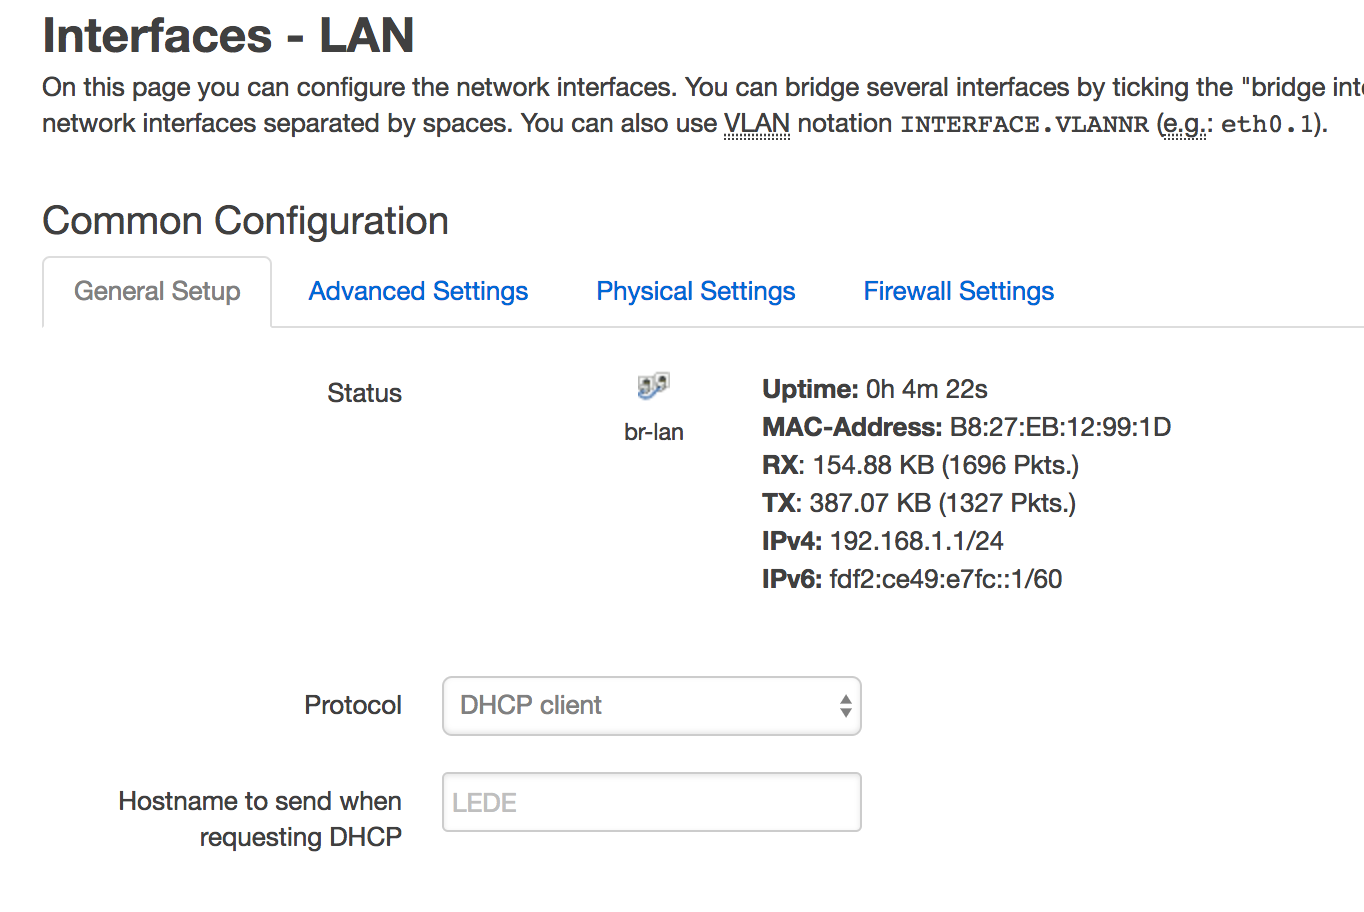 Interfaces - LAN
On this page you can configure the network interfaces. You can bridge several interfaces by ticking the "bridge
network interfaces separated by spaces. You can also use VLAN notation INTERFACE.VLANNR (e.g.: eth0.1).
Common Configuration
General Setup Advanced Settings Physical Settings Firewall Settings
Status
br-lan
Uptime: 0h 4m 22s
MAC-Address: B8:27:EB:12:99:1D
RX: 154.88 KB (1696 Pkts.)
TX: 387.07 KB (1327 Pkts.)
IPv4: 192.168.1.1/24
IPv6: fdf2:ce49:e7fc::1/60
Protocol DHCP client
Hostname to send when
requesting DHCP
LEDE